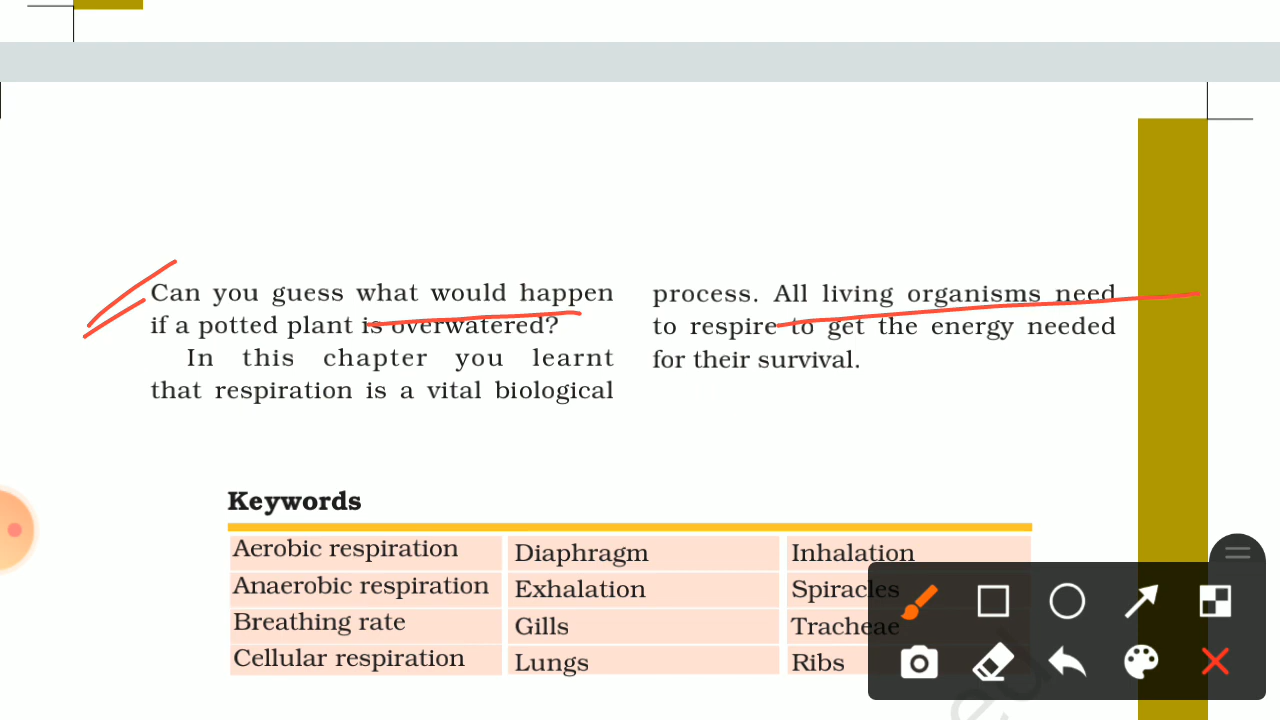 Can you guess what would happen
if a potted plant is overwatered?
In this chapter you learnt
that respiration is a vital biological
process. All living organisms need
to respire to get the energy needed
for their survival.
Keywords
Aerobic respiration Diaphragm Inhalation
Anaerobic respiration Exhalation Spiracles
Breathing rate Gills Tracheae
Cellular respiration Lungs Ribs